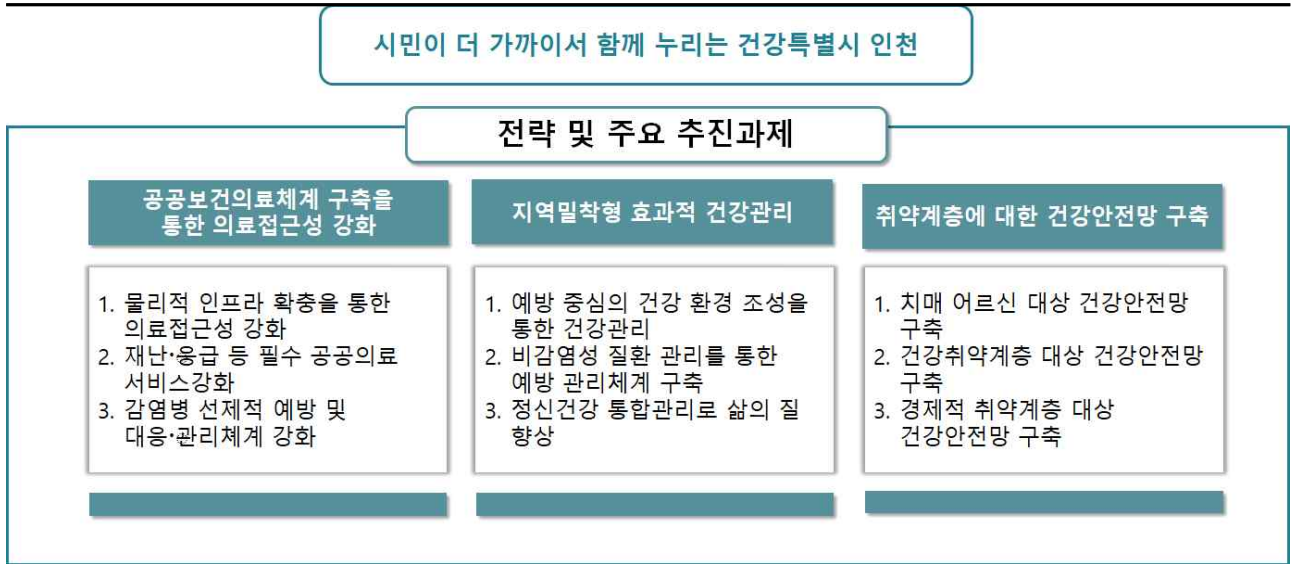 시민이 더 가까이서 함께 누리는 건강특별시 인천
전략 및 주요 추진과제
공공보건의료체계 구축을
통한 의료접근성 강화
1. 물리적 인프라 확충을 통한
의료접근성 강화
2. 재난·응급 등 필수 공공의료
서비스강화
3. 감염병 선제적 예방 및
대응·관리체계 강화
지역밀착형 효과적 건강관리
1. 예방 중심의 건강 환경 조성을
통한 건강관리
2. 비감염성 질환 관리를 통한
예방 관리체계 구축
3. 정신건강 통합관리로 삶의 질
향상
취약계층에 대한 건강안전망 구축
1. 치매 어르신 대상 건강안전망
구축
2. 건강취약계층 대상 건강안전망
구축
3. 경제적 취약계층 대상
건강안전망 구축